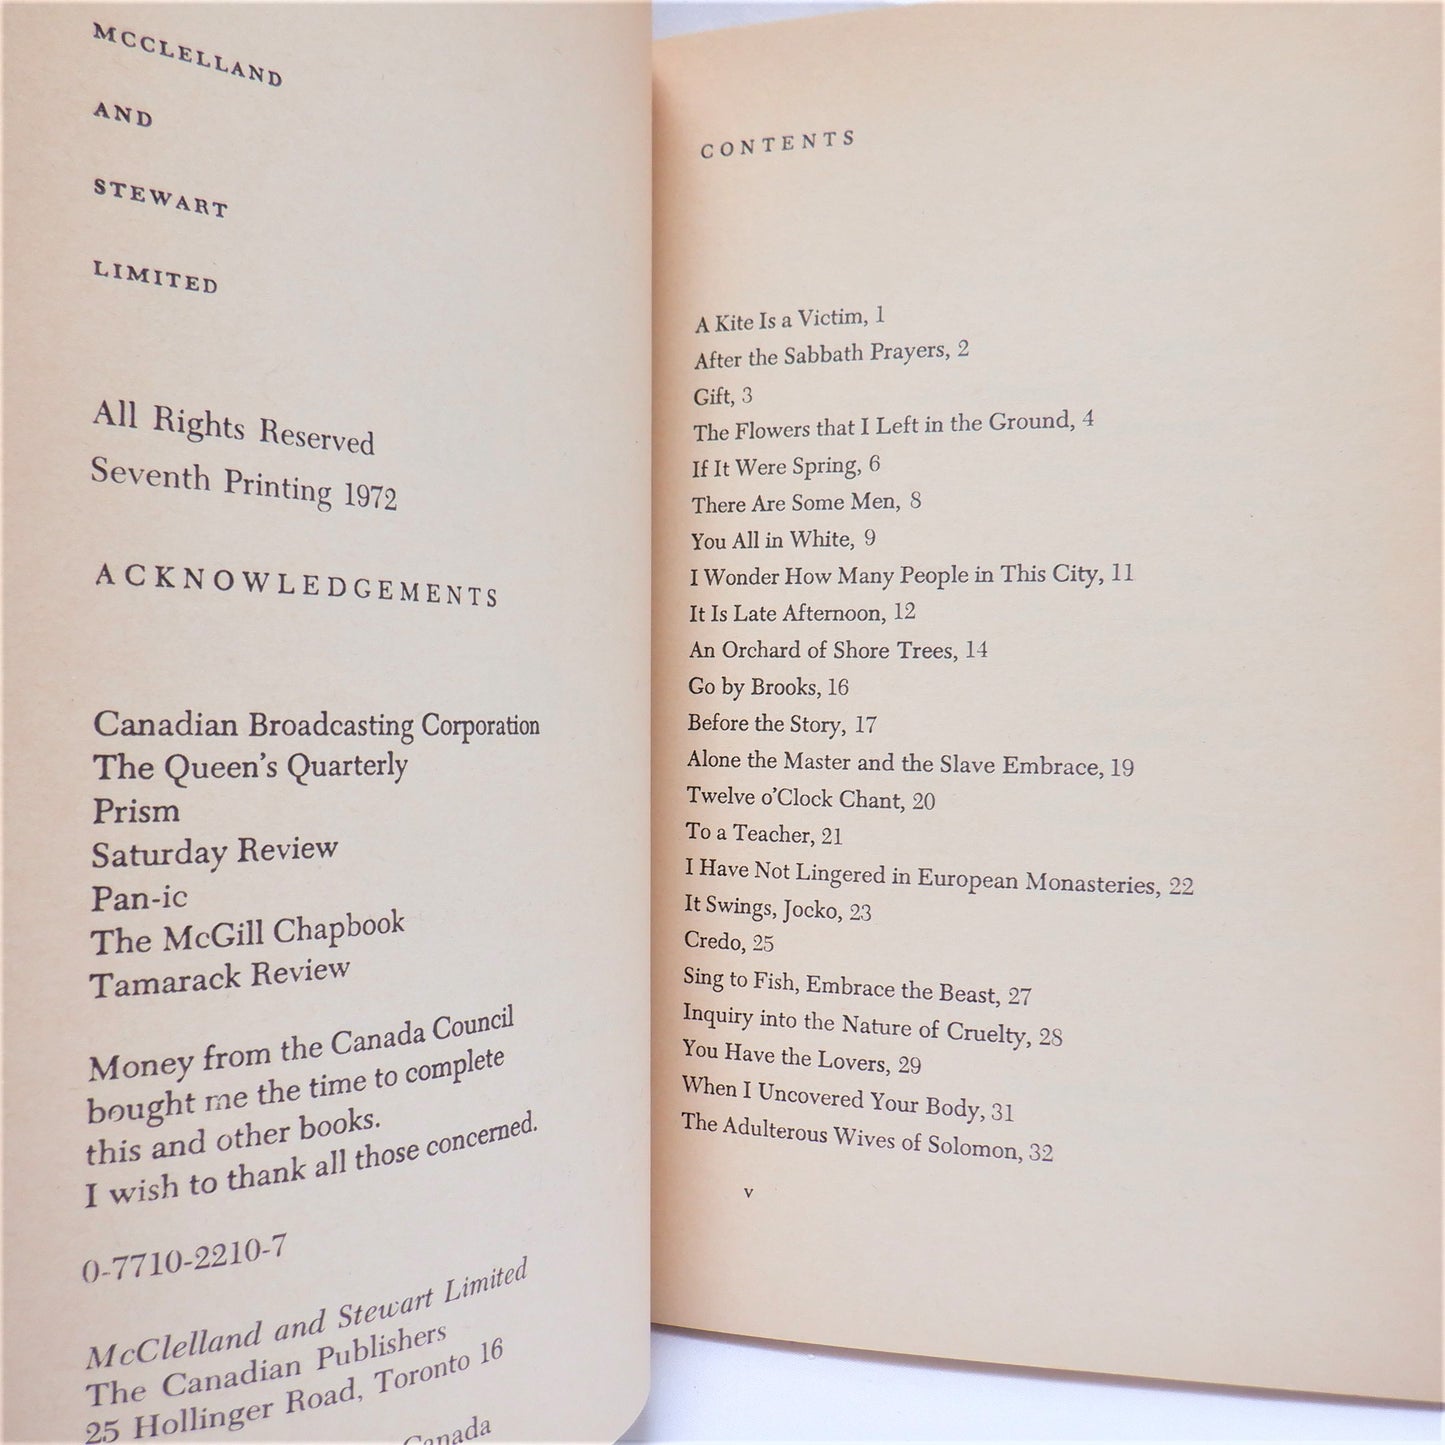 MCCLELLAND
AND
STEWART
LIMITED
All Rights Reserved
Seventh Printing 1972
ACKNOWLEDGEMENTS
Canadian Broadcasting Corporation
The Queen's Quarterly
Prism
Saturday Review
Pan-ic
The McGill Chapbook
Tamarack Review
Money from the Canada Council
bought me the time to complete
this and other books.
I wish to thank all those concerned.
0-7710-2210-7
McClelland and Stewart Limited
The Canadian Publishers
25 Hollinger Road, Toronto 16
Canada
CONTENTS
A Kite Is a Victim, 1
After the Sabbath Prayers, 2
Gift, 3
The Flowers that I Left in the Ground, 4
If It Were Spring, 6
There Are Some Men, 8
You All in White, 9
I Wonder How Many People in This City, 11
It Is Late Afternoon, 12
An Orchard of Shore Trees, 14
Go by Brooks, 16
Before the Story, 17
Alone the Master and the Slave Embrace, 19
Twelve o'Clock Chant, 20
To a Teacher, 21
I Have Not Lingered in European Monasteries, 22
It Swings, Jocko, 23
Credo, 25
Sing to Fish, Embrace the Beast, 27
Inquiry into the Nature of Cruelty, 28
You Have the Lovers, 29
When I Uncovered Your Body, 31
The Adulterous Wives of Solomon, 32
v